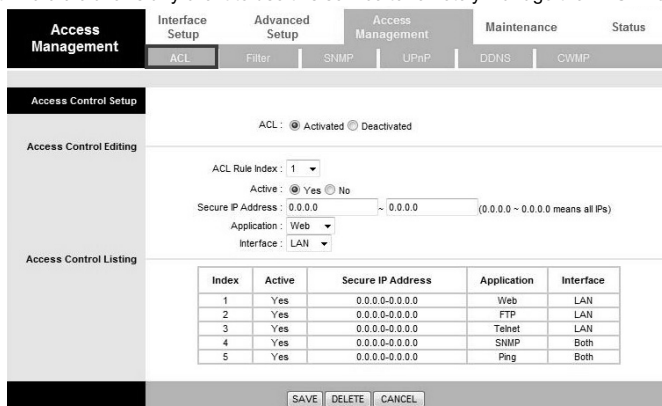 Access Management
Interface Setup
Advanced Setup
Access Management
Maintenance
Status
ACL
Filter
SNMP
UPnP
DDNS
CWMP
Access Control Setup
ACL : Activated Deactivated
Access Control Editing
ACL Rule Index : 1
Active : Yes No
Secure IP Address : 0.0.0.0 ~ 0.0.0.0 (0.0.0.0 ~ 0.0.0.0 means all IPs)
Application : Web
Interface : LAN
Access Control Listing
Index Active Secure IP Address Application Interface
1 Yes 0.0.0.0-0.0.0.0 Web LAN
2 Yes 0.0.0.0-0.0.0.0 FTP LAN
3 Yes 0.0.0.0-0.0.0.0 Telnet LAN
4 Yes 0.0.0.0-0.0.0.0 SNMP Both
5 Yes 0.0.0.0-0.0.0.0 Ping Both
SAVE DELETE CANCEL